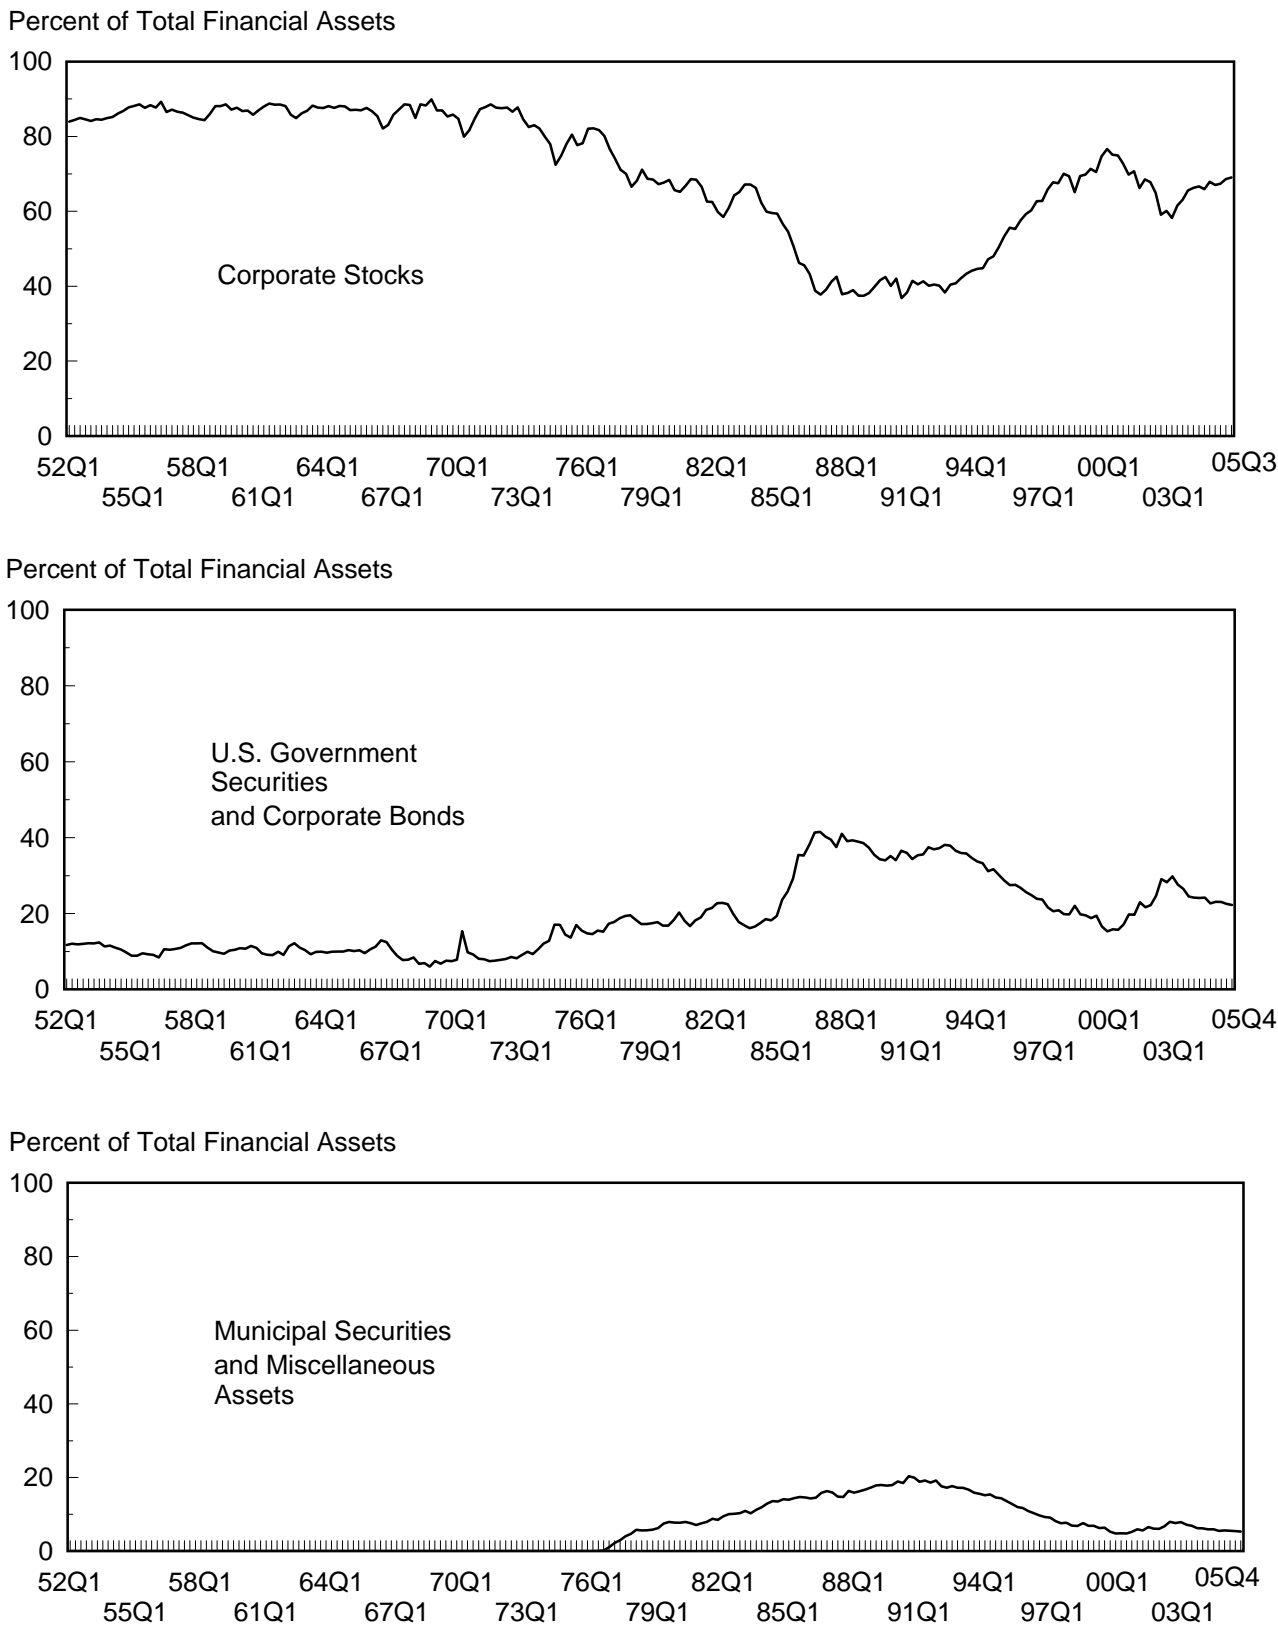 Percent of Total Financial Assets
100
80
60
40
20
0
Corporate Stocks
52Q1 58Q1 64Q1 70Q1 76Q1 82Q1 88Q1 94Q1 00Q1 05Q3
55Q1 61Q1 67Q1 73Q1 79Q1 85Q1 91Q1 97Q1 03Q1
Percent of Total Financial Assets
100
80
60
40
20
0
U.S. Government
Securities
and Corporate Bonds
52Q1 58Q1 64Q1 70Q1 76Q1 82Q1 88Q1 94Q1 00Q1 05Q4
55Q1 61Q1 67Q1 73Q1 79Q1 85Q1 91Q1 97Q1 03Q1
Percent of Total Financial Assets
100
80
60
40
20
0
Municipal Securities
and Miscellaneous
Assets
52Q1 58Q1 64Q1 70Q1 76Q1 82Q1 88Q1 94Q1 00Q1 05Q4
55Q1 61Q1 67Q1 73Q1 79Q1 85Q1 91Q1 97Q1 03Q1